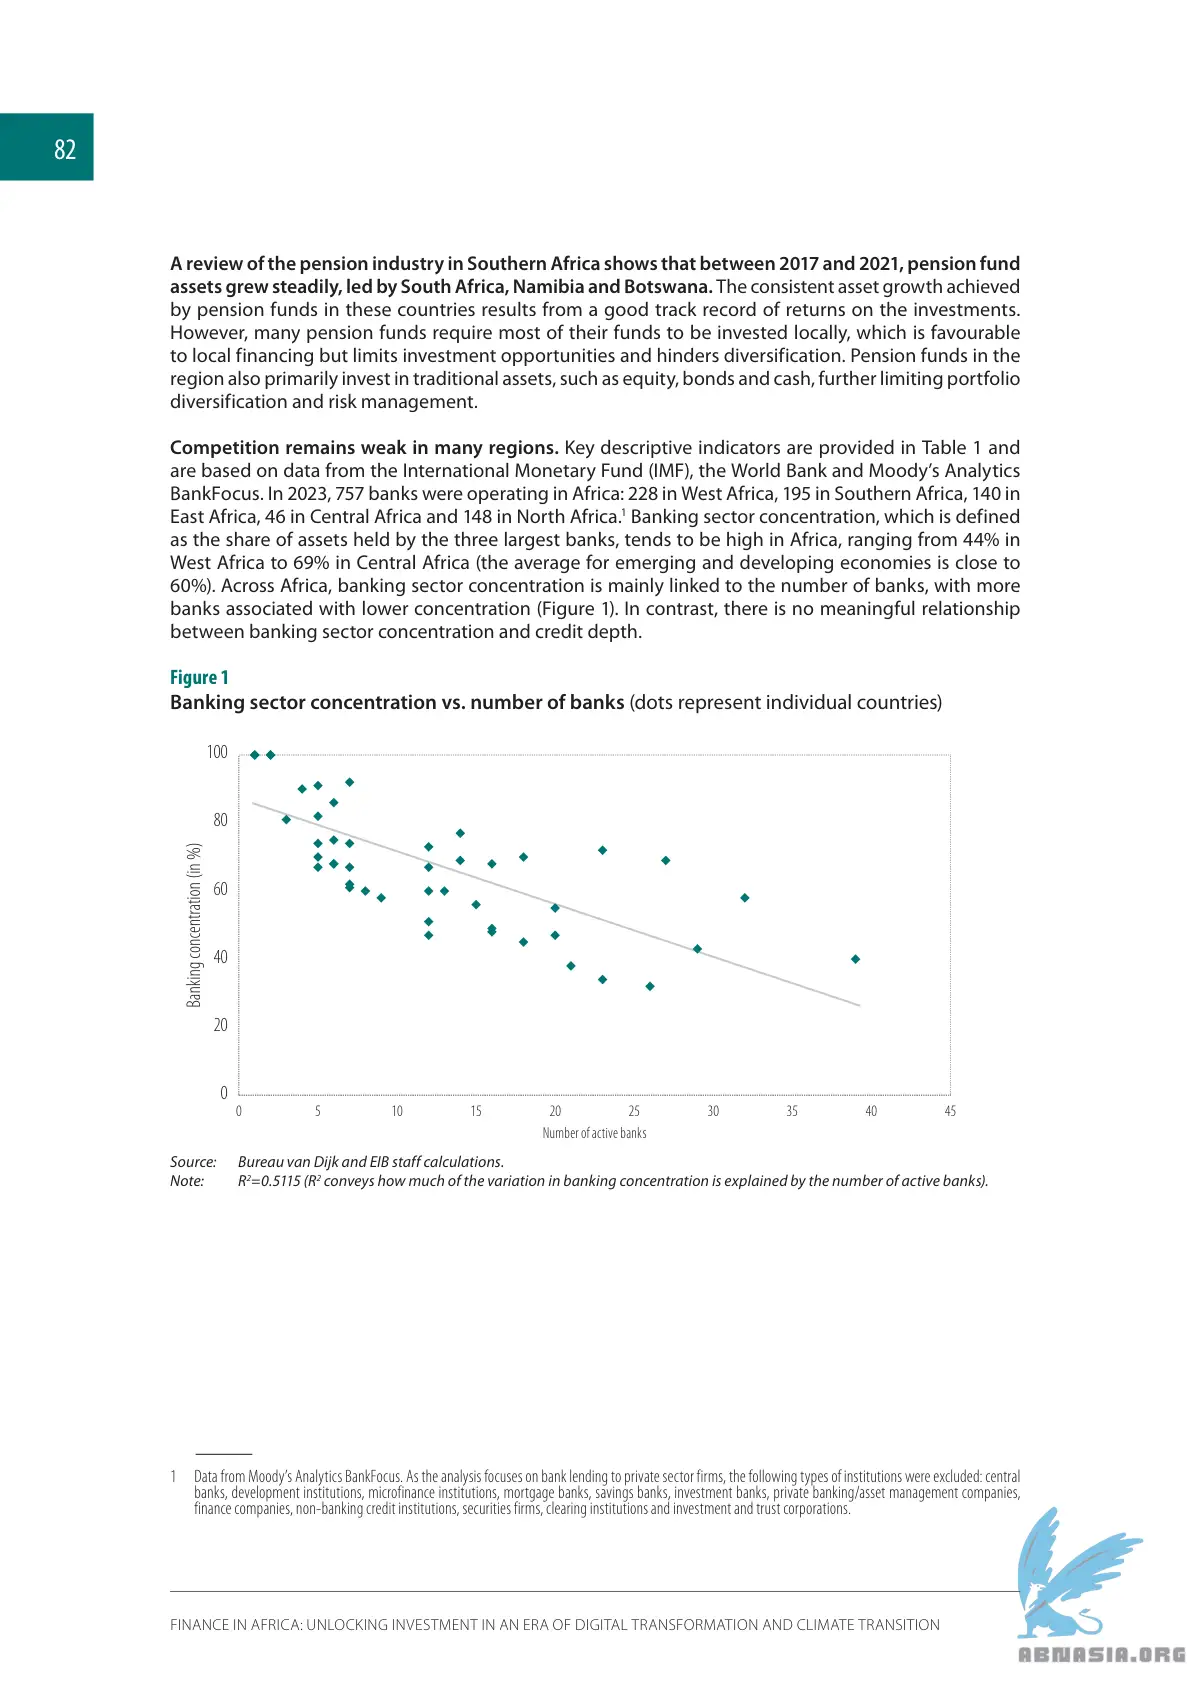 82
A review of the pension industry in Southern Africa shows that between 2017 and 2021, pension fund
assets grew steadily, led by South Africa, Namibia and Botswana. The consistent asset growth achieved
by pension funds in these countries results from a good track record of returns on the investments.
However, many pension funds require most of their funds to be invested locally, which is favourable
to local financing but limits investment opportunities and hinders diversification. Pension funds in the
region also primarily invest in traditional assets, such as equity, bonds and cash, further limiting portfolio
diversification and risk management.
Competition remains weak in many regions. Key descriptive indicators are provided in Table 1 and
are based on data from the International Monetary Fund (IMF), the World Bank and Moody’s Analytics
BankFocus. In 2023, 757 banks were operating in Africa: 228 in West Africa, 195 in Southern Africa, 140 in
East Africa, 46 in Central Africa and 148 in North Africa.¹ Banking sector concentration, which is defined
as the share of assets held by the three largest banks, tends to be high in Africa, ranging from 44% in
West Africa to 69% in Central Africa (the average for emerging and developing economies is close to
60%). Across Africa, banking sector concentration is mainly linked to the number of banks, with more
banks associated with lower concentration (Figure 1). In contrast, there is no meaningful relationship
between banking sector concentration and credit depth.
Figure 1
Banking sector concentration vs. number of banks (dots represent individual countries)
Banking concentration (in %)
100
80
60
40
20
0
0 5 10 15 20 25 30 35 40 45
Number of active banks
Source: Bureau van Dijk and EIB staff calculations.
Note: R²=0.5115 (R² conveys how much of the variation in banking concentration is explained by the number of active banks).
1 Data from Moody’s Analytics BankFocus. As the analysis focuses on bank lending to private sector firms, the following types of institutions were excluded: central
banks, development institutions, microfinance institutions, mortgage banks, savings banks, investment banks, private banking/asset management companies,
finance companies, non-banking credit institutions, securities firms, clearing institutions and investment and trust corporations.
FINANCE IN AFRICA: UNLOCKING INVESTMENT IN AN ERA OF DIGITAL TRANSFORMATION AND CLIMATE TRANSITION
ABNASIA.ORG